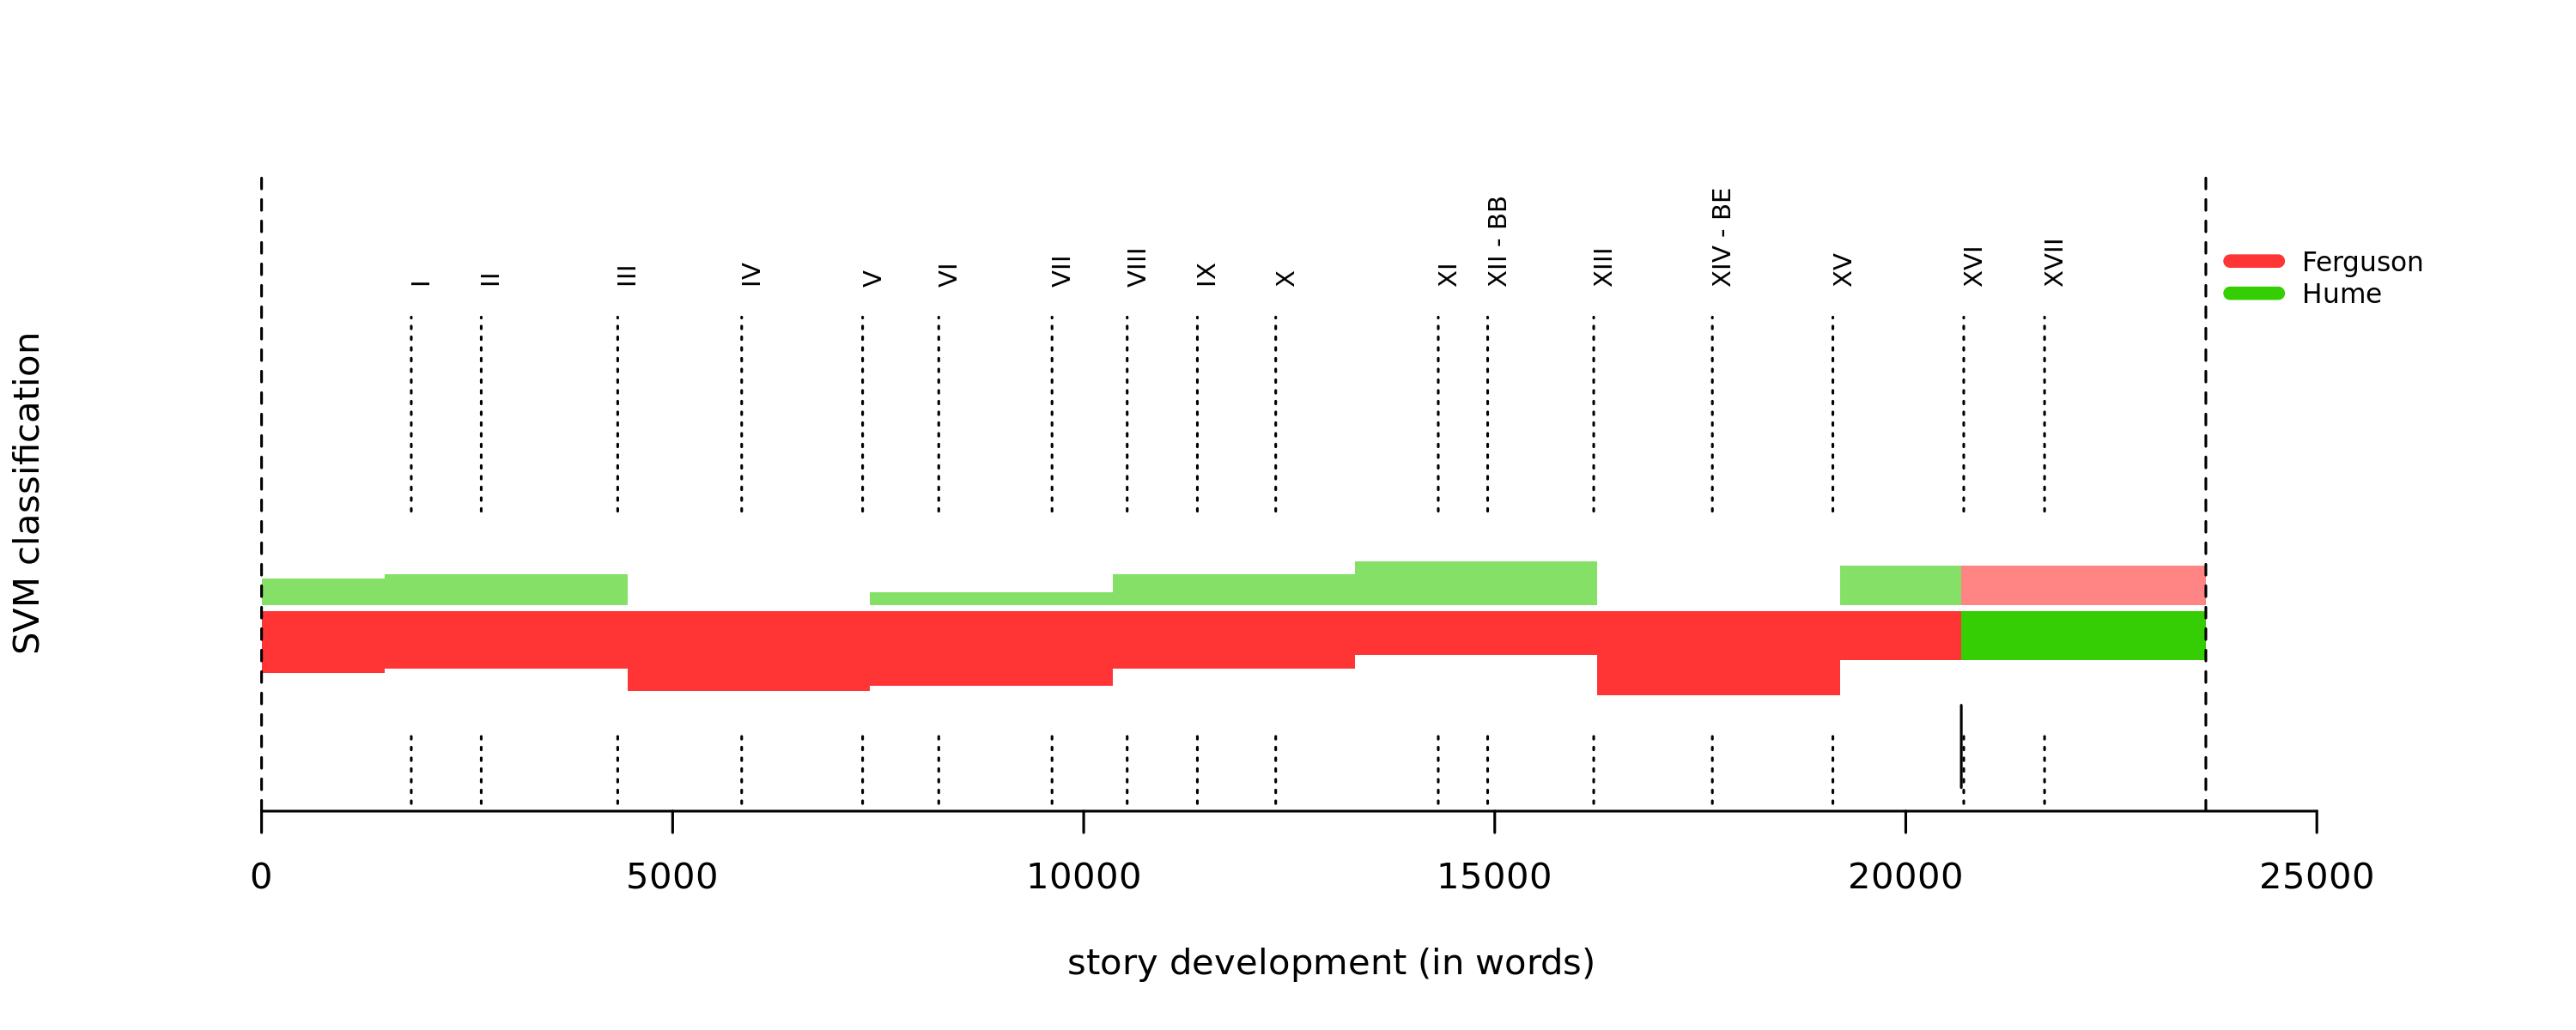 I
II
III
IV
V
VI
VII
VIII
IX
X
XI
XII - BB
XIII
XIV - BE
XV
XVI
XVII
Ferguson
Hume
SVM classification
0
5000
10000
15000
20000
25000
story development (in words)